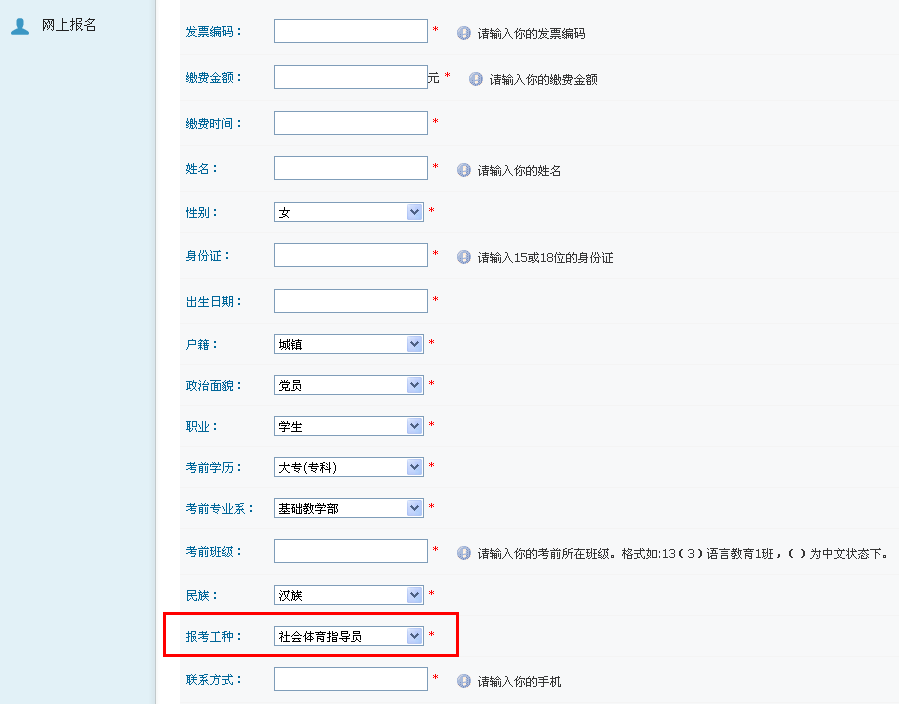 网上报名
发票编码： * 请输入你的发票编码
缴费金额： 元 * 请输入你的缴费金额
缴费时间： *
姓名： * 请输入你的姓名
性别： 女 *
身份证： * 请输入15或18位的身份证
出生日期： *
户籍： 城镇 *
政治面貌： 党员 *
职业： 学生 *
考前学历： 大专(专科) *
考前专业系： 基础教学部 *
考前班级： * 请输入你的考前所在班级。格式如:13（3）语言教育1班，（）为中文状态下。
民族： 汉族 *
报考工种： 社会体育指导员 *
联系方式： * 请输入你的手机